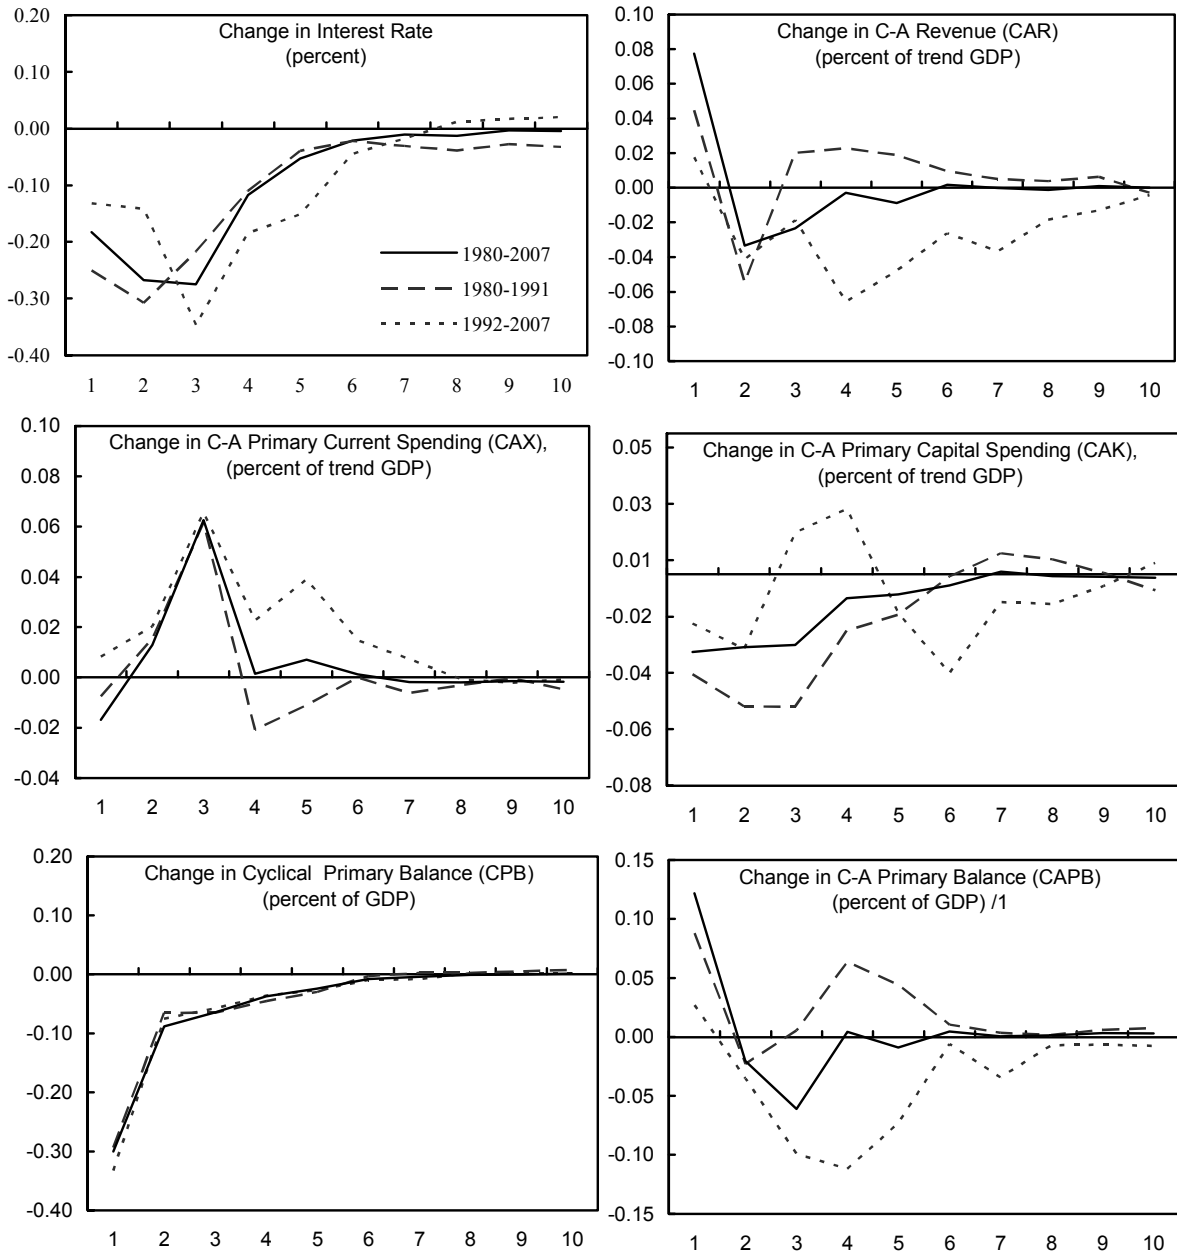 Change in Interest Rate
(percent)
0.20
0.10
0.00
-0.10
-0.20
-0.30
-0.40
1980-2007
1980-1991
1992-2007
1 2 3 4 5 6 7 8 9 10
Change in C-A Revenue (CAR)
(percent of trend GDP)
0.10
0.08
0.06
0.04
0.02
0.00
-0.02
-0.04
-0.06
-0.08
-0.10
1 2 3 4 5 6 7 8 9 10
Change in C-A Primary Current Spending (CAX),
(percent of trend GDP)
0.10
0.08
0.06
0.04
0.02
0.00
-0.02
-0.04
1 2 3 4 5 6 7 8 9 10
Change in C-A Primary Capital Spending (CAK),
(percent of trend GDP)
0.05
0.03
0.01
-0.02
-0.04
-0.06
-0.08
1 2 3 4 5 6 7 8 9 10
Change in Cyclical Primary Balance (CPB)
(percent of GDP)
0.20
0.10
0.00
-0.10
-0.20
-0.30
-0.40
1 2 3 4 5 6 7 8 9 10
Change in C-A Primary Balance (CAPB)
(percent of GDP) /1
0.15
0.10
0.05
0.00
-0.05
-0.10
-0.15
1 2 3 4 5 6 7 8 9 10